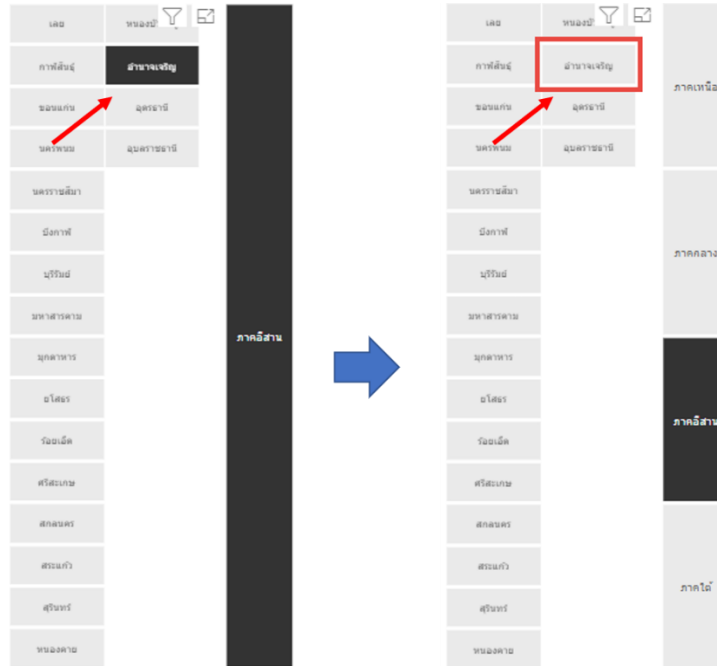 เลย
กาฬสินธุ์ อำนาจเจริญ
ขอนแก่น อุดรธานี
นครพนม อุบลราชธานี
นครราชสีมา
บึงกาฬ
บุรีรัมย์
มหาสารคาม
มุกดาหาร
ยโสธร
ร้อยเอ็ด
ศรีสะเกษ
สกลนคร
สระแก้ว
สุรินทร์
หนองคาย
ภาคอีสาน
เลย
กาฬสินธุ์ อำนาจเจริญ
ขอนแก่น อุดรธานี
นครพนม อุบลราชธานี
นครราชสีมา
บึงกาฬ
บุรีรัมย์
มหาสารคาม
มุกดาหาร
ยโสธร
ร้อยเอ็ด
ศรีสะเกษ
สกลนคร
สระแก้ว
สุรินทร์
หนองคาย
ภาคเหนือ
ภาคกลาง
ภาคอีสาน
ภาคใต้